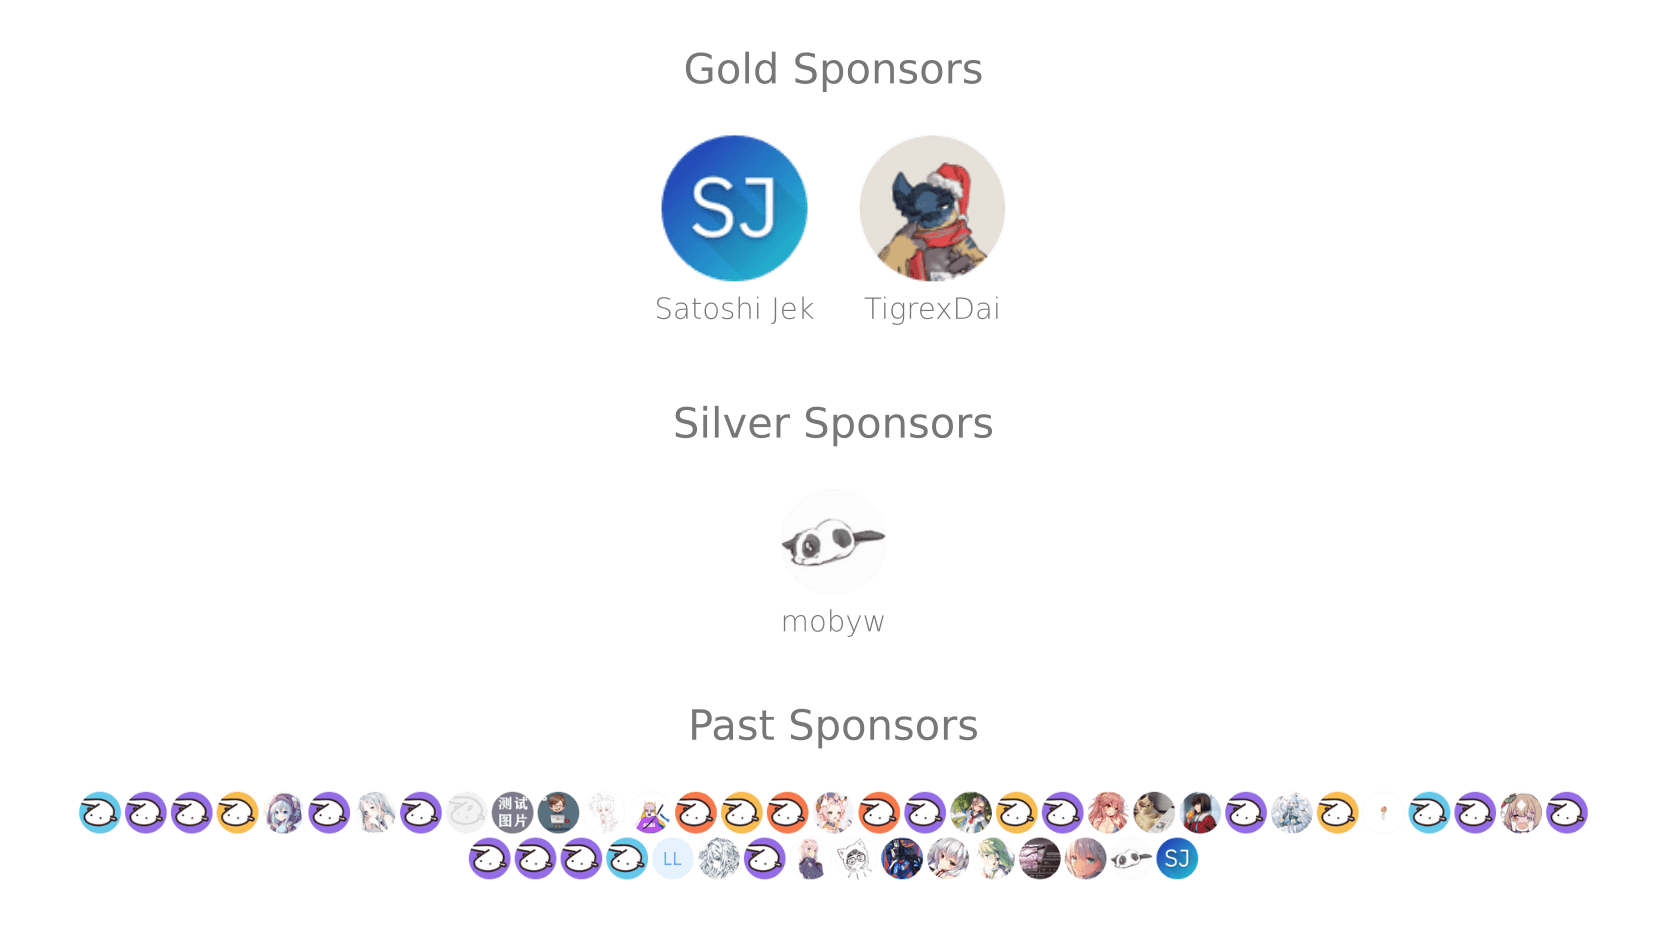 Gold Sponsors
SJ
Satoshi Jek
TigrexDai
Silver Sponsors
mobyw
Past Sponsors
测试
图片
LL
SJ